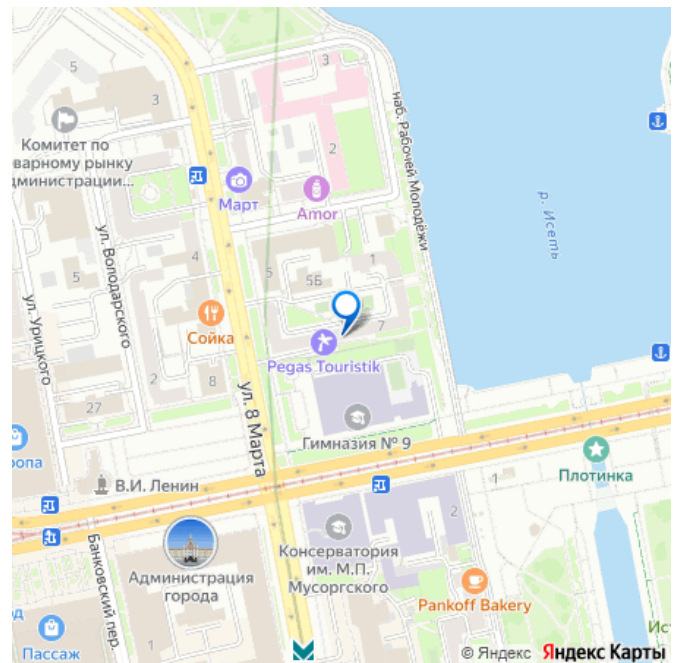 5
3
3
Комитет по
варному рынку
дминистрации...
2
наб. Рабочей Молодёжи
Март
Amor
р. Исеть
ул. Володарского
ул. Урицкого
4
5
5
5Б
1
7
Сойка
Pegas Touristik
2
8
27
ул. 8 Марта
Гимназия № 9
ропа
В.И. Ленин
Плотинка
1
2
Банковский пер.
Администрация
города
Консерватория
им. М.П.
Мусоргского
Pankoff Bakery
1
д
Пассаж
Ис
© Яндекс Яндекс Карты